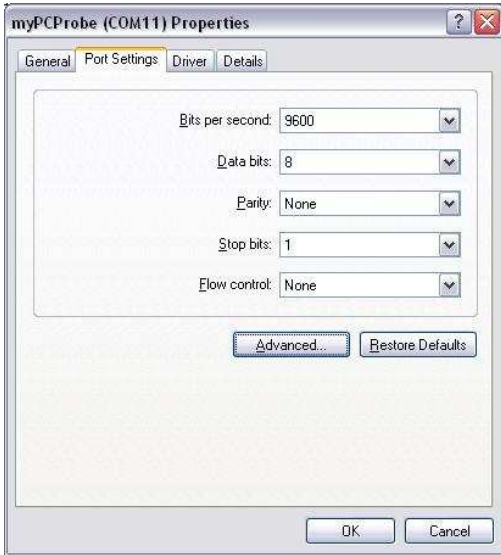 myPCProbe (COM11) Properties
General Port Settings Driver Details
Bits per second: 9600
Data bits: 8
Parity: None
Stop bits: 1
Flow control: None
Advanced... Restore Defaults
OK Cancel